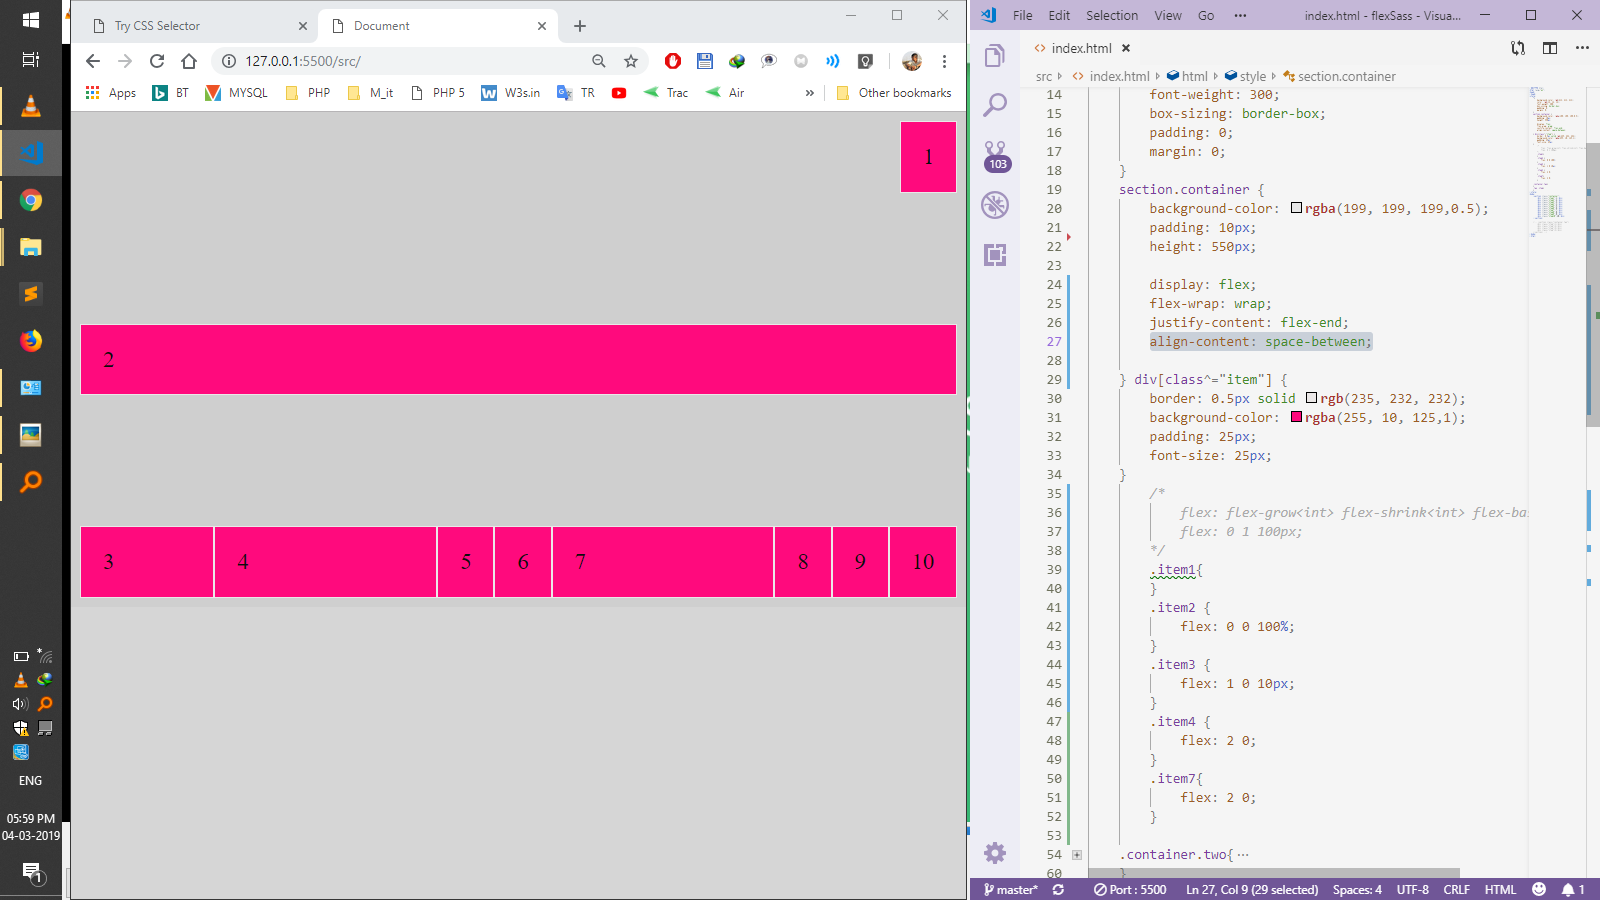 Try CSS Selector
Document
127.0.0.1:5500/src/
Apps
BT
MYSQL
PHP
M_it
PHP 5
W3s.in
TR
Trac
Air
»
Other bookmarks
1
2
3 4 5 6 7 8 9 10
ENG
05:59 PM
04-03-2019
1
File Edit Selection View Go ··· index.html - flexSass - Visua...
index.html
src index.html html style section.container
103
14 font-weight: 300;
15 box-sizing: border-box;
16 padding: 0;
17 margin: 0;
18 }
19 section.container {
20 background-color: rgba(199, 199, 199,0.5);
21 padding: 10px;
22 height: 550px;
23
24 display: flex;
25 flex-wrap: wrap;
26 justify-content: flex-end;
27 align-content: space-between;
28
29 } div[class^="item"] {
30 border: 0.5px solid rgb(235, 232, 232);
31 background-color: rgba(255, 10, 125,1);
32 padding: 25px;
33 font-size: 25px;
34 }
35 /*
36 flex: flex-grow<int> flex-shrink<int> flex-ba
37 flex: 0 1 100px;
38 */
39 .item1{
40 }
41 .item2 {
42 flex: 0 0 100%;
43 }
44 .item3 {
45 flex: 1 0 10px;
46 }
47 .item4 {
48 flex: 2 0;
49 }
50 .item7{
51 flex: 2 0;
52 }
53
54 .container.two{ ···
60 }
master* Port : 5500 Ln 27, Col 9 (29 selected) Spaces: 4 UTF-8 CRLF HTML 1